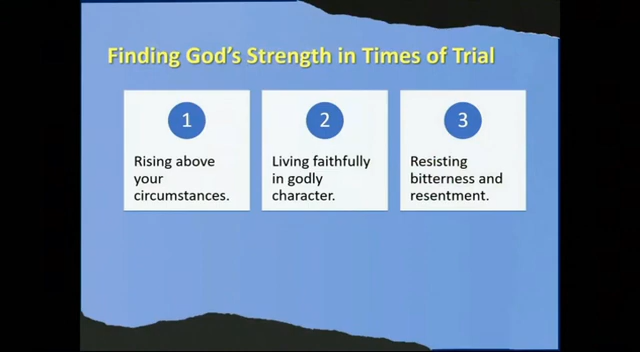 Finding God's Strength in Times of Trial
1
Rising above
your
circumstances.
2
Living faithfully
in godly
character.
3
Resisting
bitterness and
resentment.